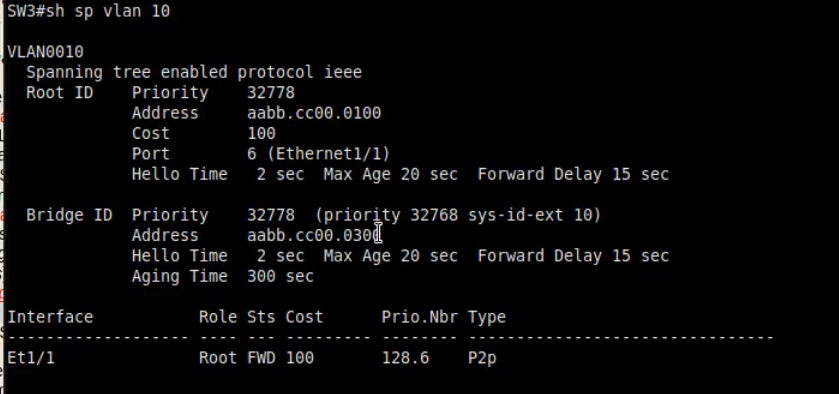 SW3#sh sp vlan 10
VLAN0010
Spanning tree enabled protocol ieee
Root ID Priority 32778
Address aabb.cc00.0100
Cost 100
Port 6 (Ethernet1/1)
Hello Time 2 sec Max Age 20 sec Forward Delay 15 sec
Bridge ID Priority 32778 (priority 32768 sys-id-ext 10)
Address aabb.cc00.0300
Hello Time 2 sec Max Age 20 sec Forward Delay 15 sec
Aging Time 300 sec
Interface Role Sts Cost Prio.Nbr Type
------------------- ---- --- --------- -------- --------------------------------
Et1/1 Root FWD 100 128.6 P2p